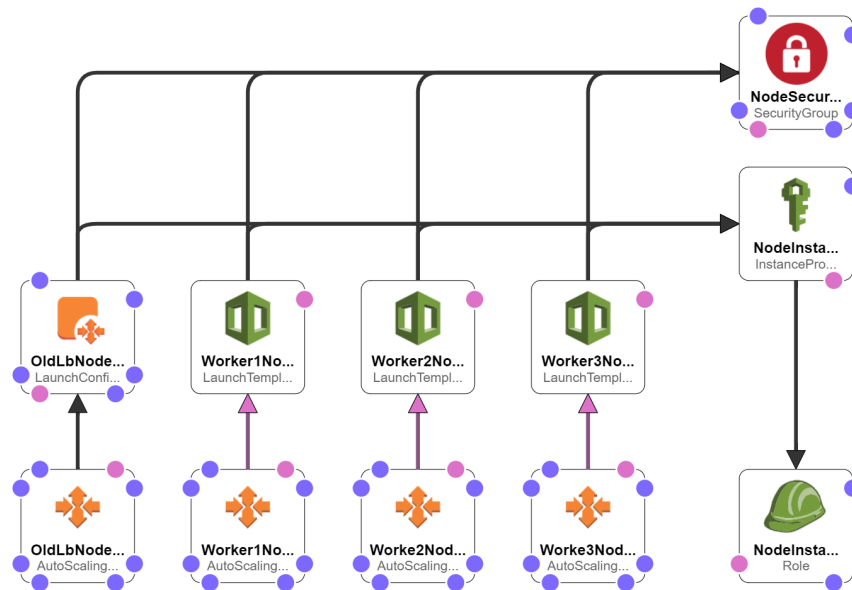 NodeSecur...
SecurityGroup
NodeInsta...
InstancePro...
OldLbNode...
LaunchConfi...
Worker1No...
LaunchTempl...
Worker2No...
LaunchTempl...
Worker3No...
LaunchTempl...
OldLbNode...
AutoScaling...
Worker1No...
AutoScaling...
Worke2Nod...
AutoScaling...
Worke3Nod...
AutoScaling...
NodeInsta...
Role